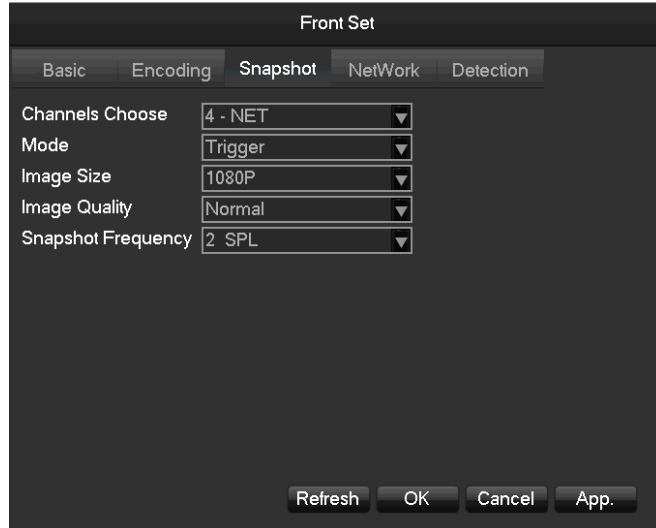 Front Set
Basic Encoding Snapshot NetWork Detection
Channels Choose 4 - NET
Mode Trigger
Image Size 1080P
Image Quality Normal
Snapshot Frequency 2 SPL
Refresh OK Cancel App.